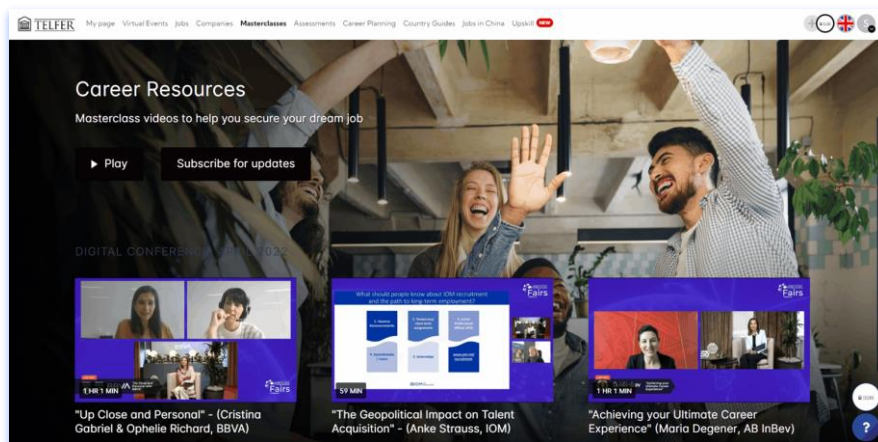 TELFER
My page Virtual Events Jobs Companies Masterclasses Assessments Career Planning Country Guides Jobs in China Upskill NEW
S
Career Resources
Masterclass videos to help you secure your dream job
Play
Subscribe for updates
DIGITAL CONFERENCE 2022
What should people know about IOM recruitment
and the path to long term employment?
Fairs
Fairs
Fairs
1 HR 1 MIN
59 MIN
1 HR 1 MIN
"Up Close and Personal" - (Cristina
Gabriel & Ophelie Richard, BBVA)
"The Geopolitical Impact on Talent
Acquisition" - (Anke Strauss, IOM)
"Achieving your Ultimate Career
Experience" (Maria Degener, AB InBev)
?